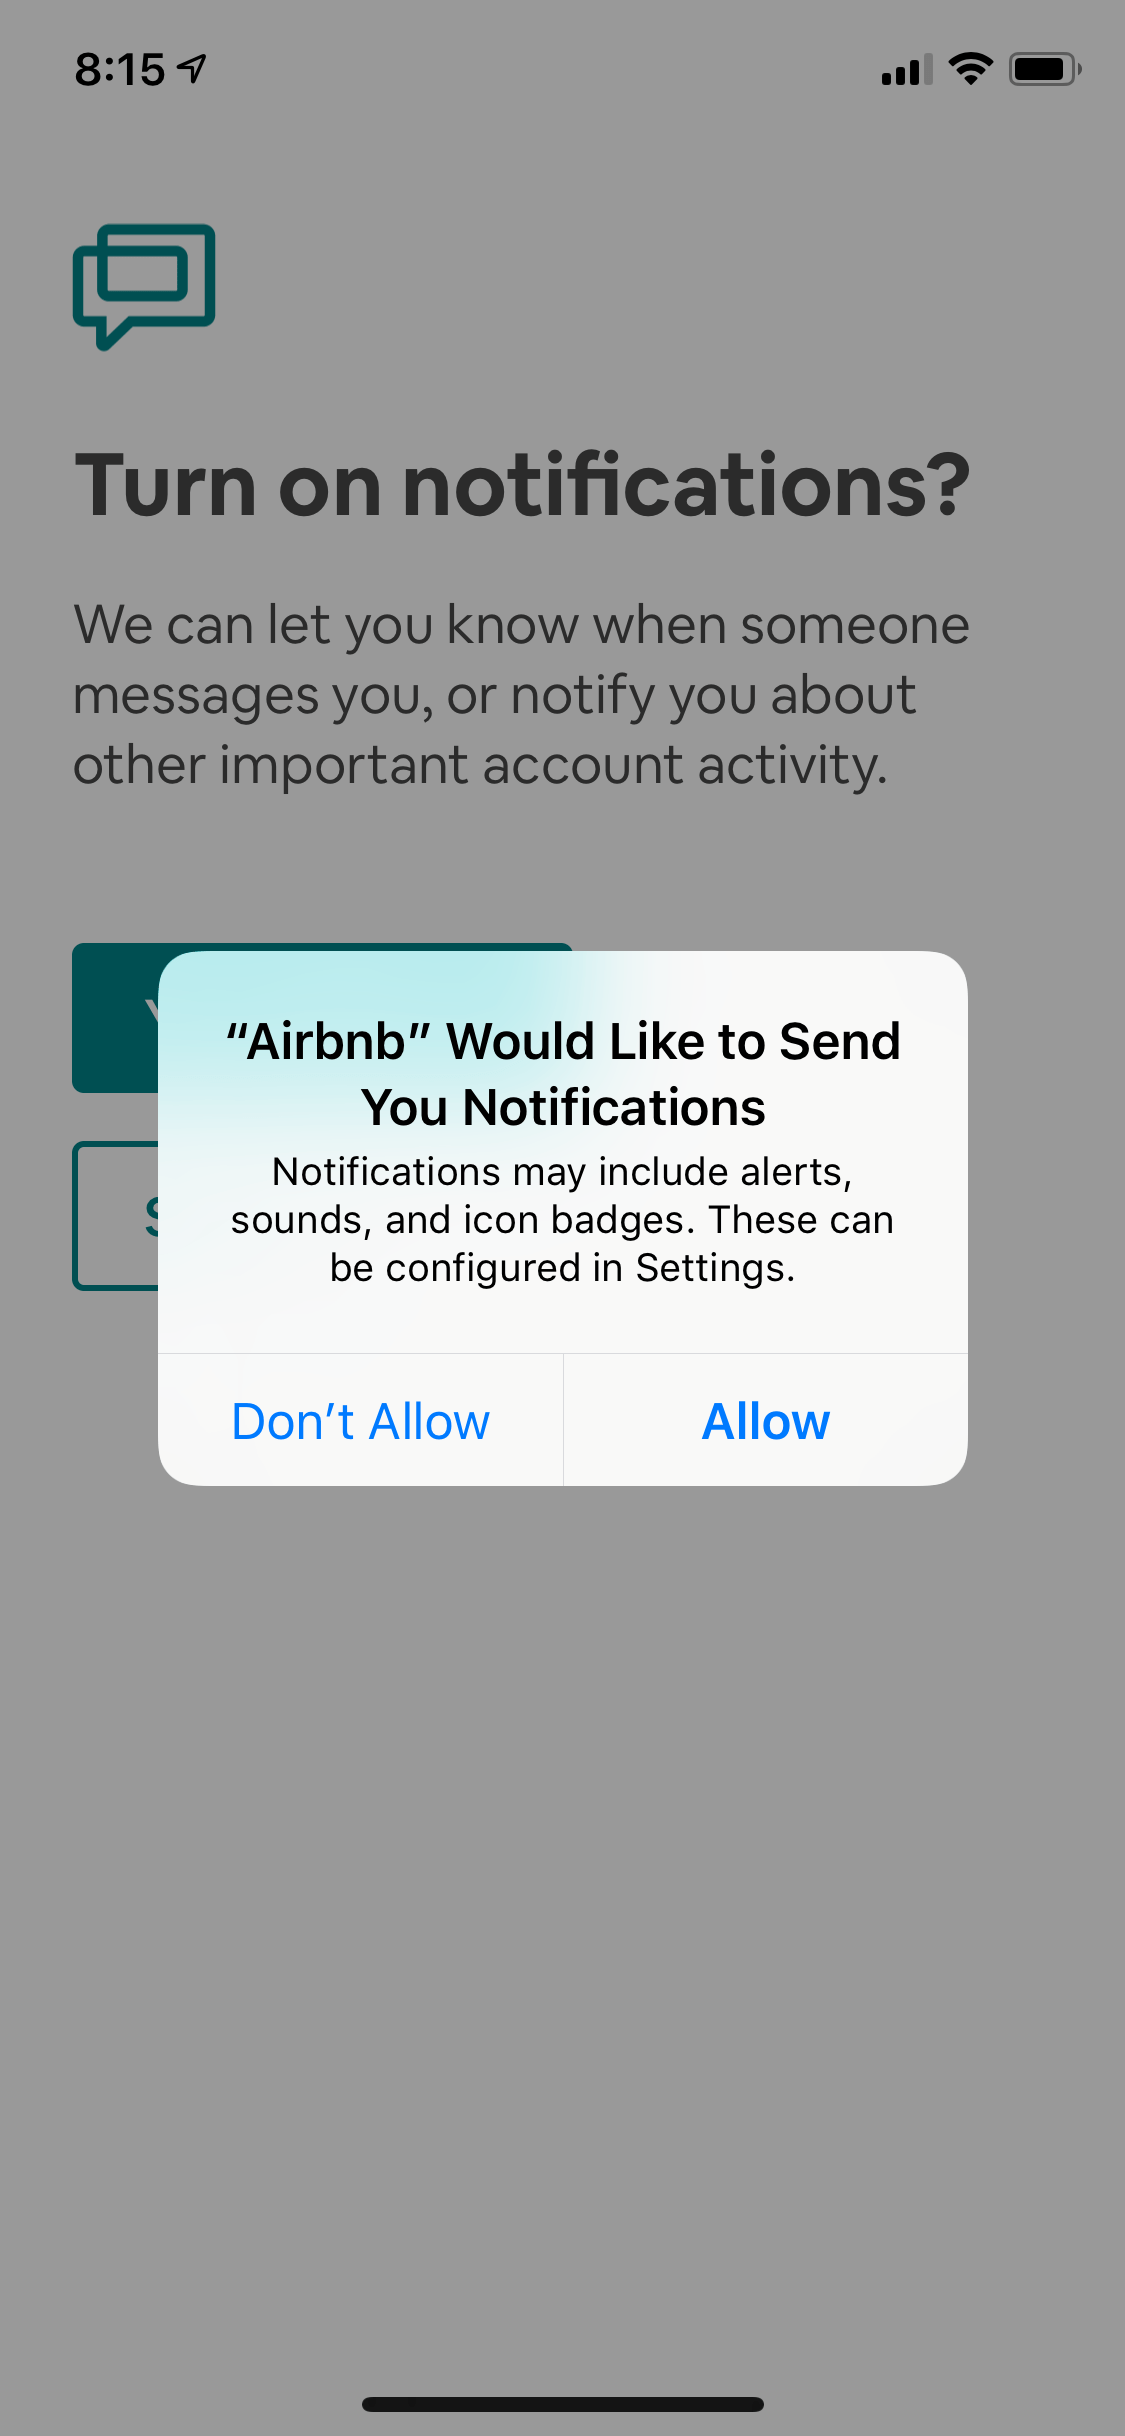 8:15
Turn on notifications?
We can let you know when someone
messages you, or notify you about
other important account activity.
“Airbnb” Would Like to Send
You Notifications
Notifications may include alerts,
sounds, and icon badges. These can
be configured in Settings.
Don’t Allow
Allow